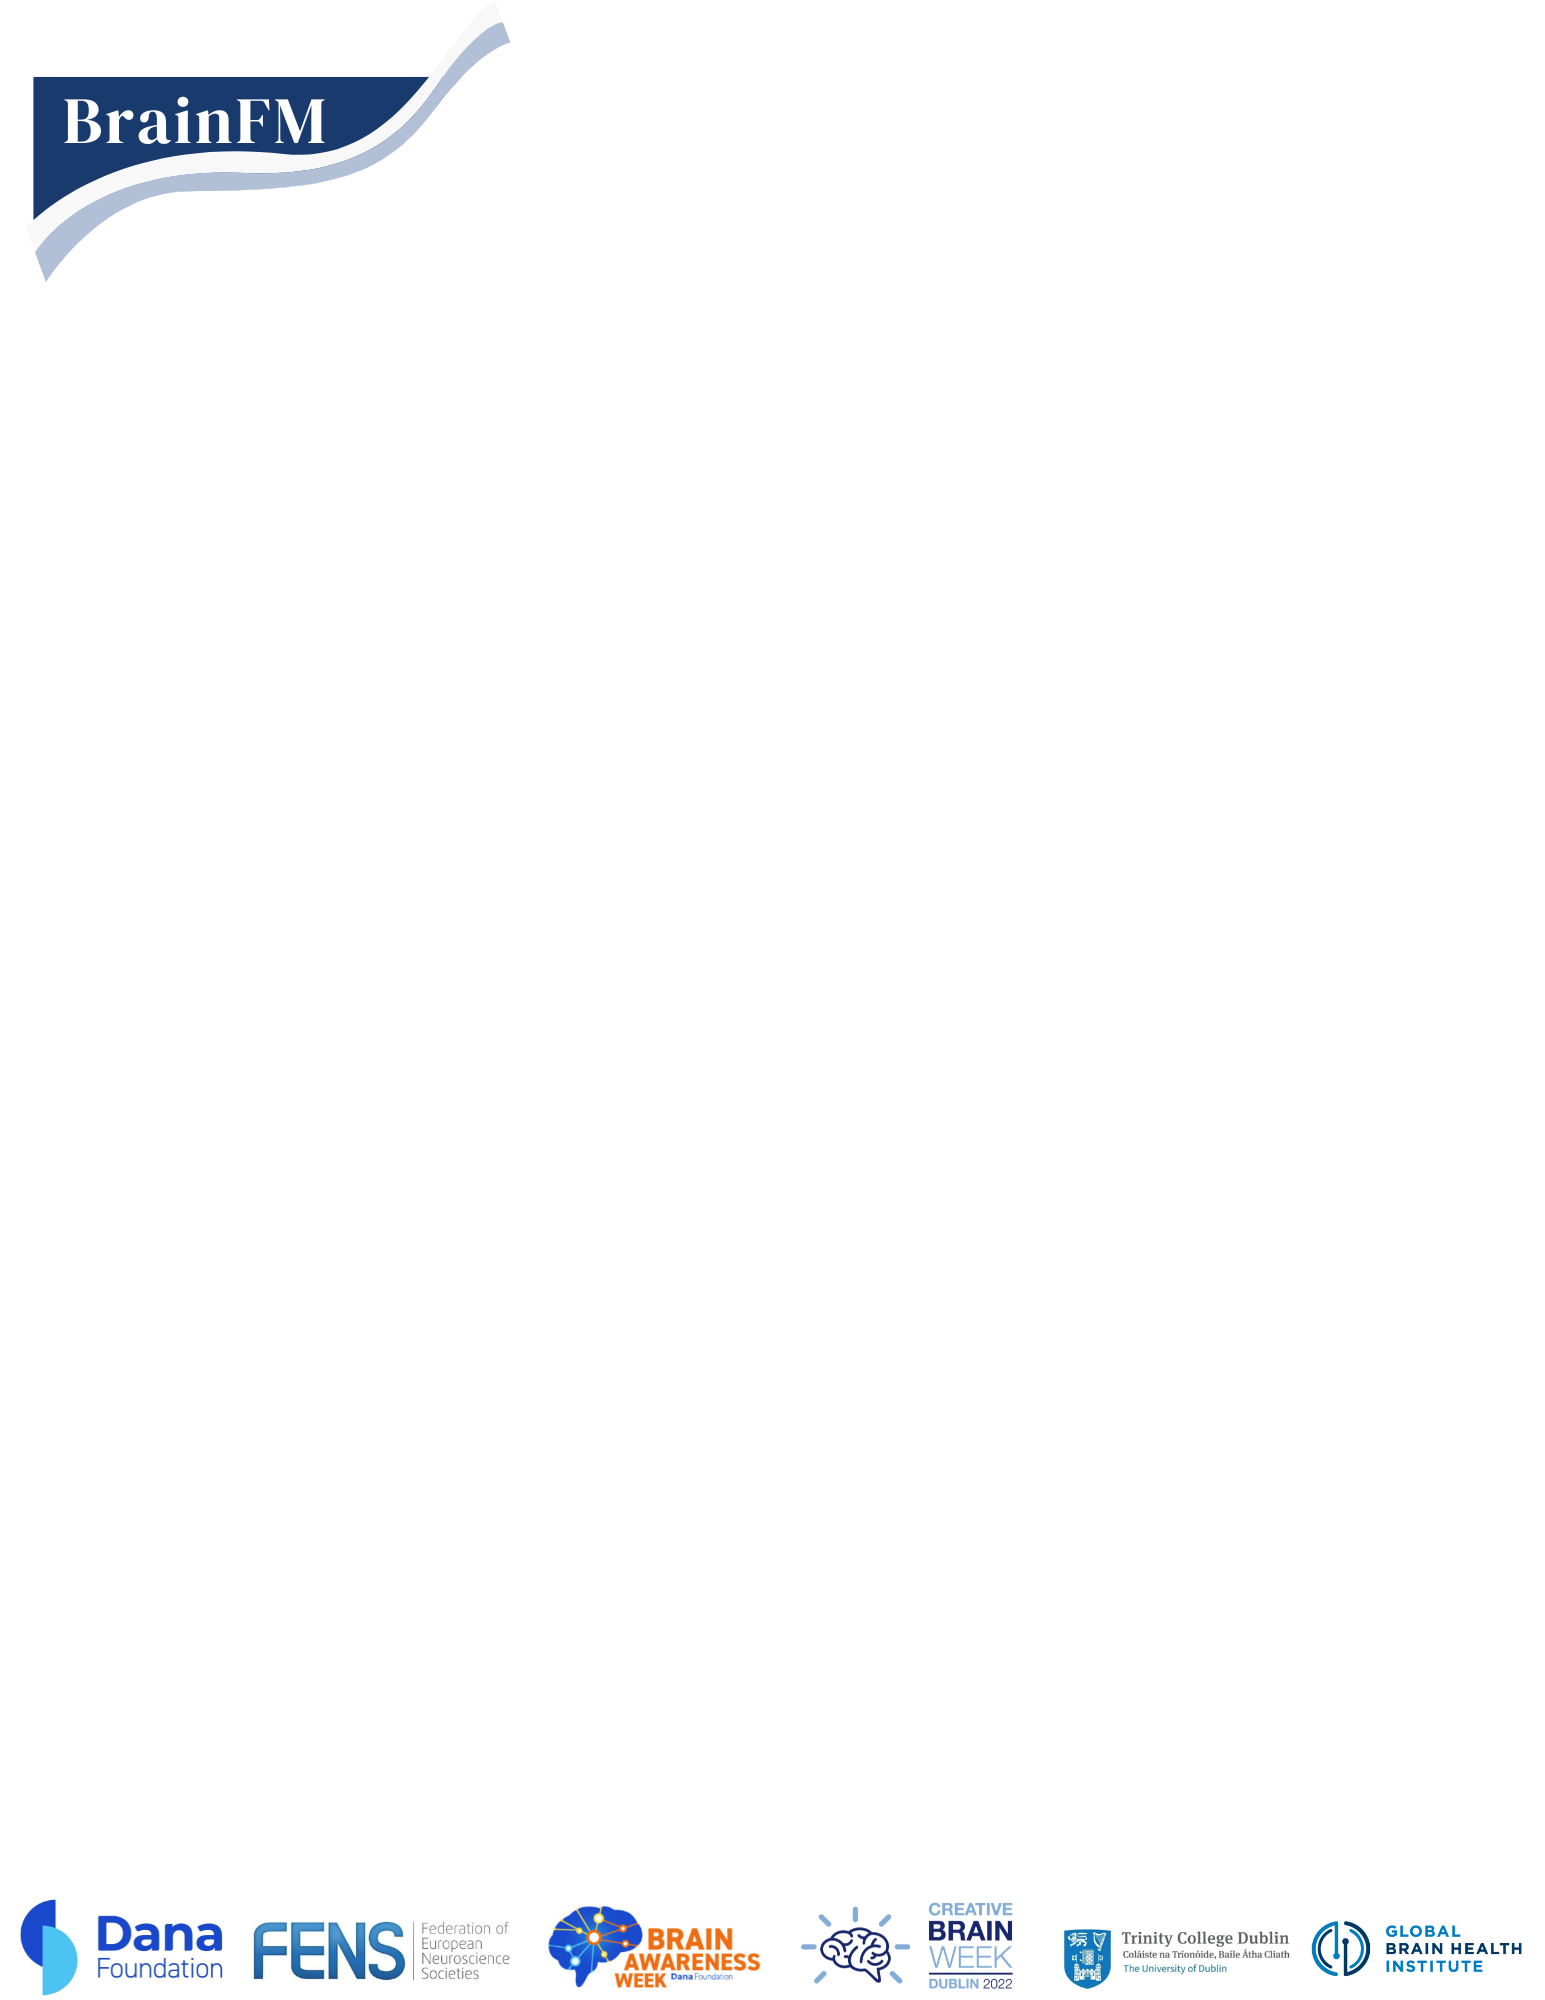 BrainFM
Dana
Foundation
FENS
Federation of
European
Neuroscience
Societies
BRAIN
AWARENESS
WEEK Dana Foundation
CREATIVE
BRAIN
WEEK
DUBLIN 2022
Trinity College Dublin
Coláiste na Tríonóide, Baile Átha Cliath
The University of Dublin
GLOBAL
BRAIN HEALTH
INSTITUTE